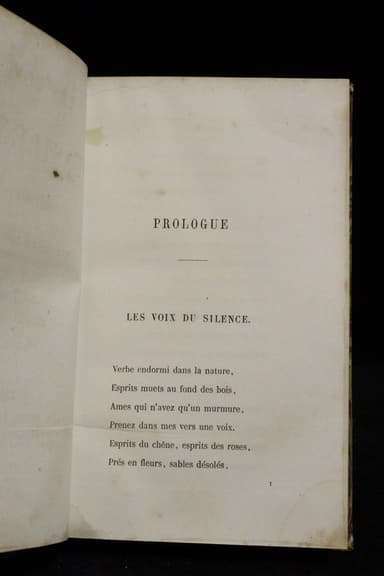 PROLOGUE
LES VOIX DU SILENCE.
Verbe endormi dans la nature,
Esprits muets au fond des bois,
Ames qui n'avez qu'un murmure,
Prenez dans mes vers une voix.
Esprits du chêne, esprits des roses,
Prés en fleurs, sables désolés,
1